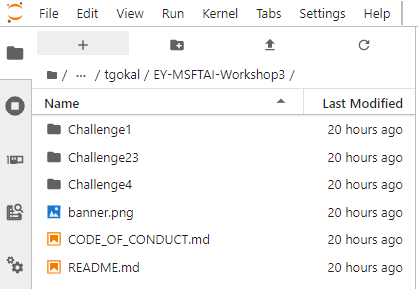 File Edit View Run Kernel Tabs Settings Help
/ ... / tgokal / EY-MSFTAI-Workshop3 /
Name Last Modified
Challenge1 20 hours ago
Challenge23 20 hours ago
Challenge4 20 hours ago
banner.png 20 hours ago
CODE_OF_CONDUCT.md 20 hours ago
README.md 20 hours ago